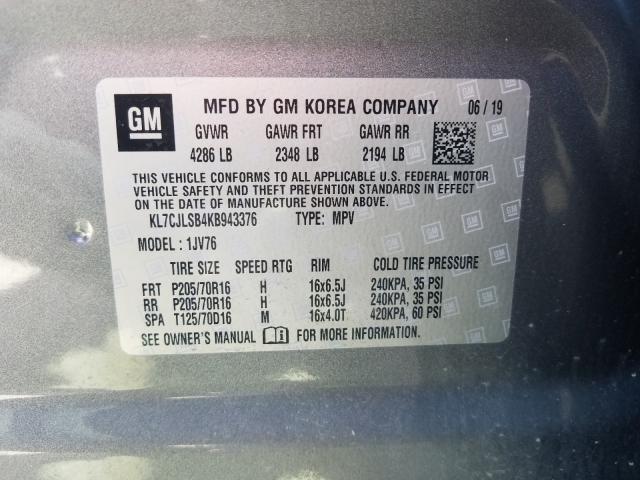 GM MFD BY GM KOREA COMPANY 06 / 19
GVWR GAWR FRT GAWR RR
4286 LB 2348 LB 2194 LB
THIS VEHICLE CONFORMS TO ALL APPLICABLE U.S. FEDERAL MOTOR
VEHICLE SAFETY AND THEFT PREVENTION STANDARDS IN EFFECT
ON THE DATE OF MANUFACTURE SHOWN ABOVE.
KL7CJLSB4KB943376 TYPE: MPV
MODEL : 1JV76
TIRE SIZE SPEED RTG RIM COLD TIRE PRESSURE
FRT P205/70R16 H 16x6.5J 240KPA, 35 PSI
RR P205/70R16 H 16x6.5J 240KPA, 35 PSI
SPA T125/70D16 M 16x4.0T 420KPA, 60 PSI
SEE OWNER'S MANUAL FOR MORE INFORMATION.